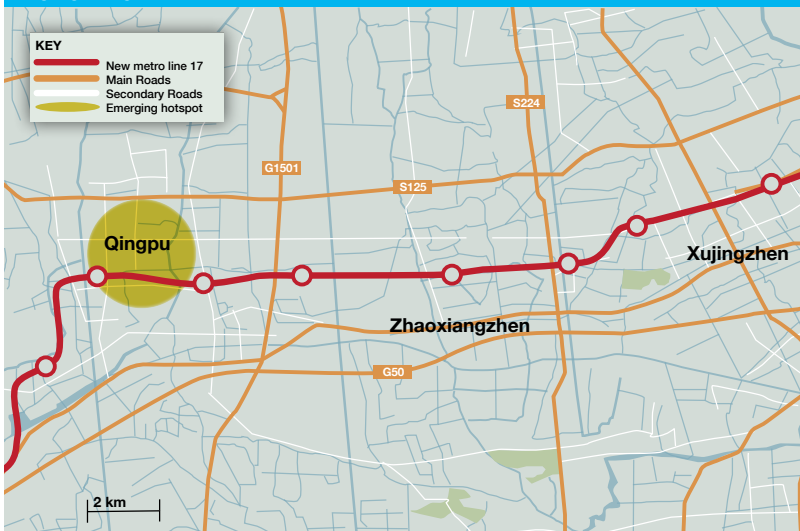 KEY
New metro line 17
Main Roads
Secondary Roads
Emerging hotspot
S224
G1501
S125
Qingpu
Xujingzhen
Zhaoxiangzhen
G50
2 km